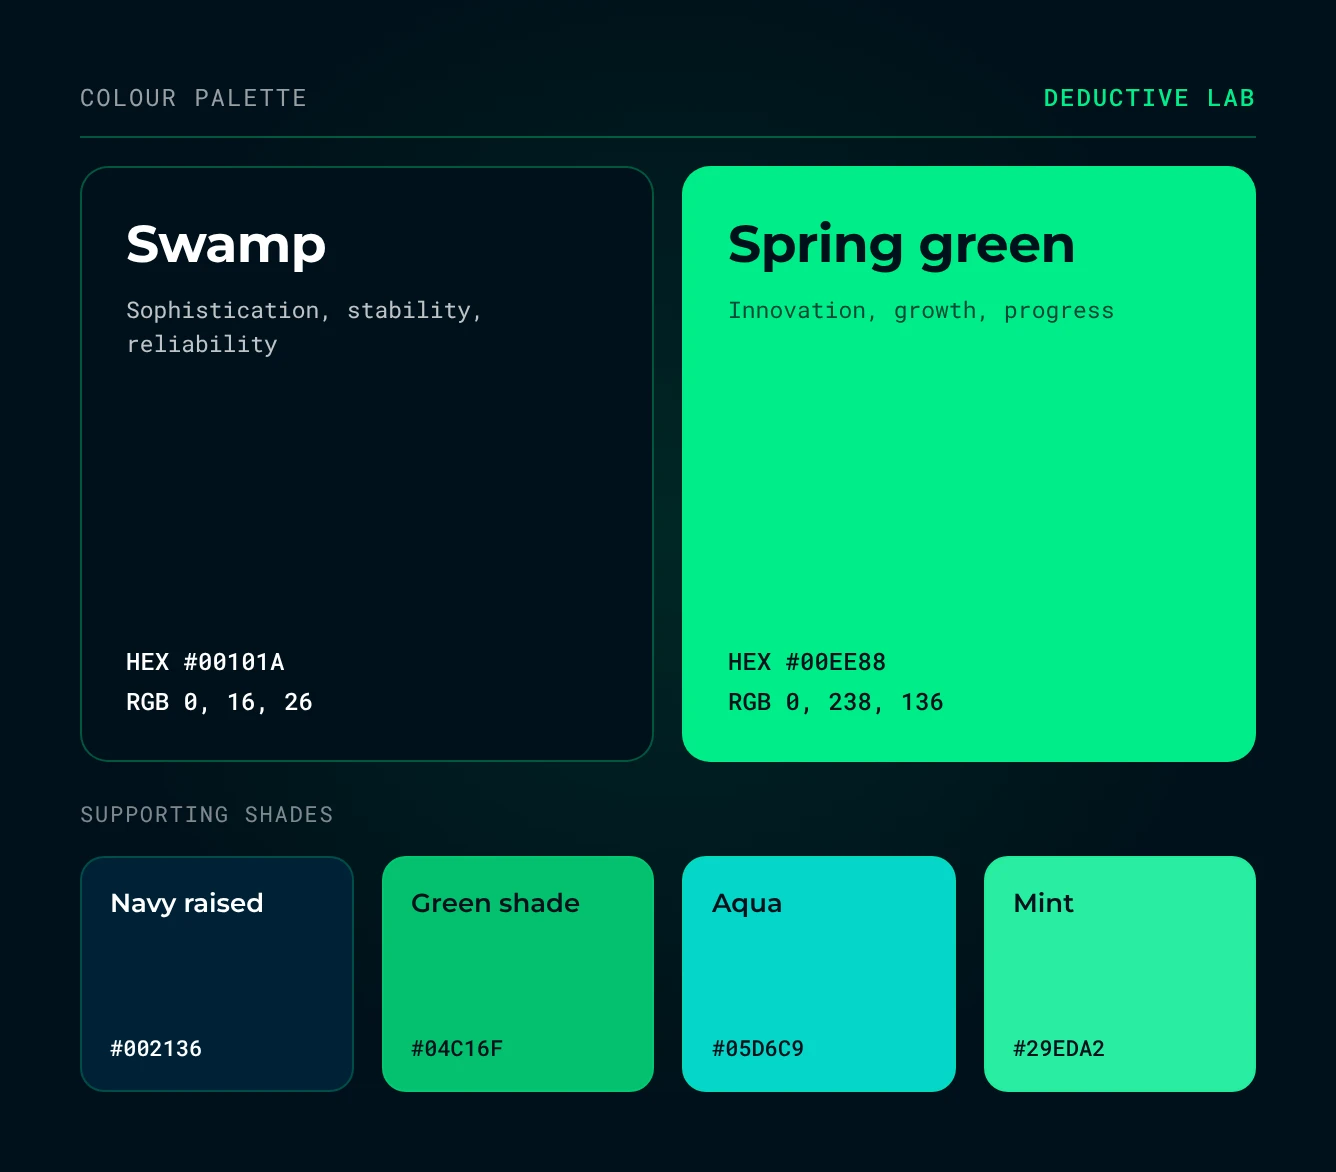 COLOUR PALETTE
DEDUCTIVE LAB
Swamp
Sophistication, stability,
reliability
HEX #00101A
RGB 0, 16, 26
Spring green
Innovation, growth, progress
HEX #00EE88
RGB 0, 238, 136
SUPPORTING SHADES
Navy raised
#002136
Green shade
#04C16F
Aqua
#05D6C9
Mint
#29EDA2